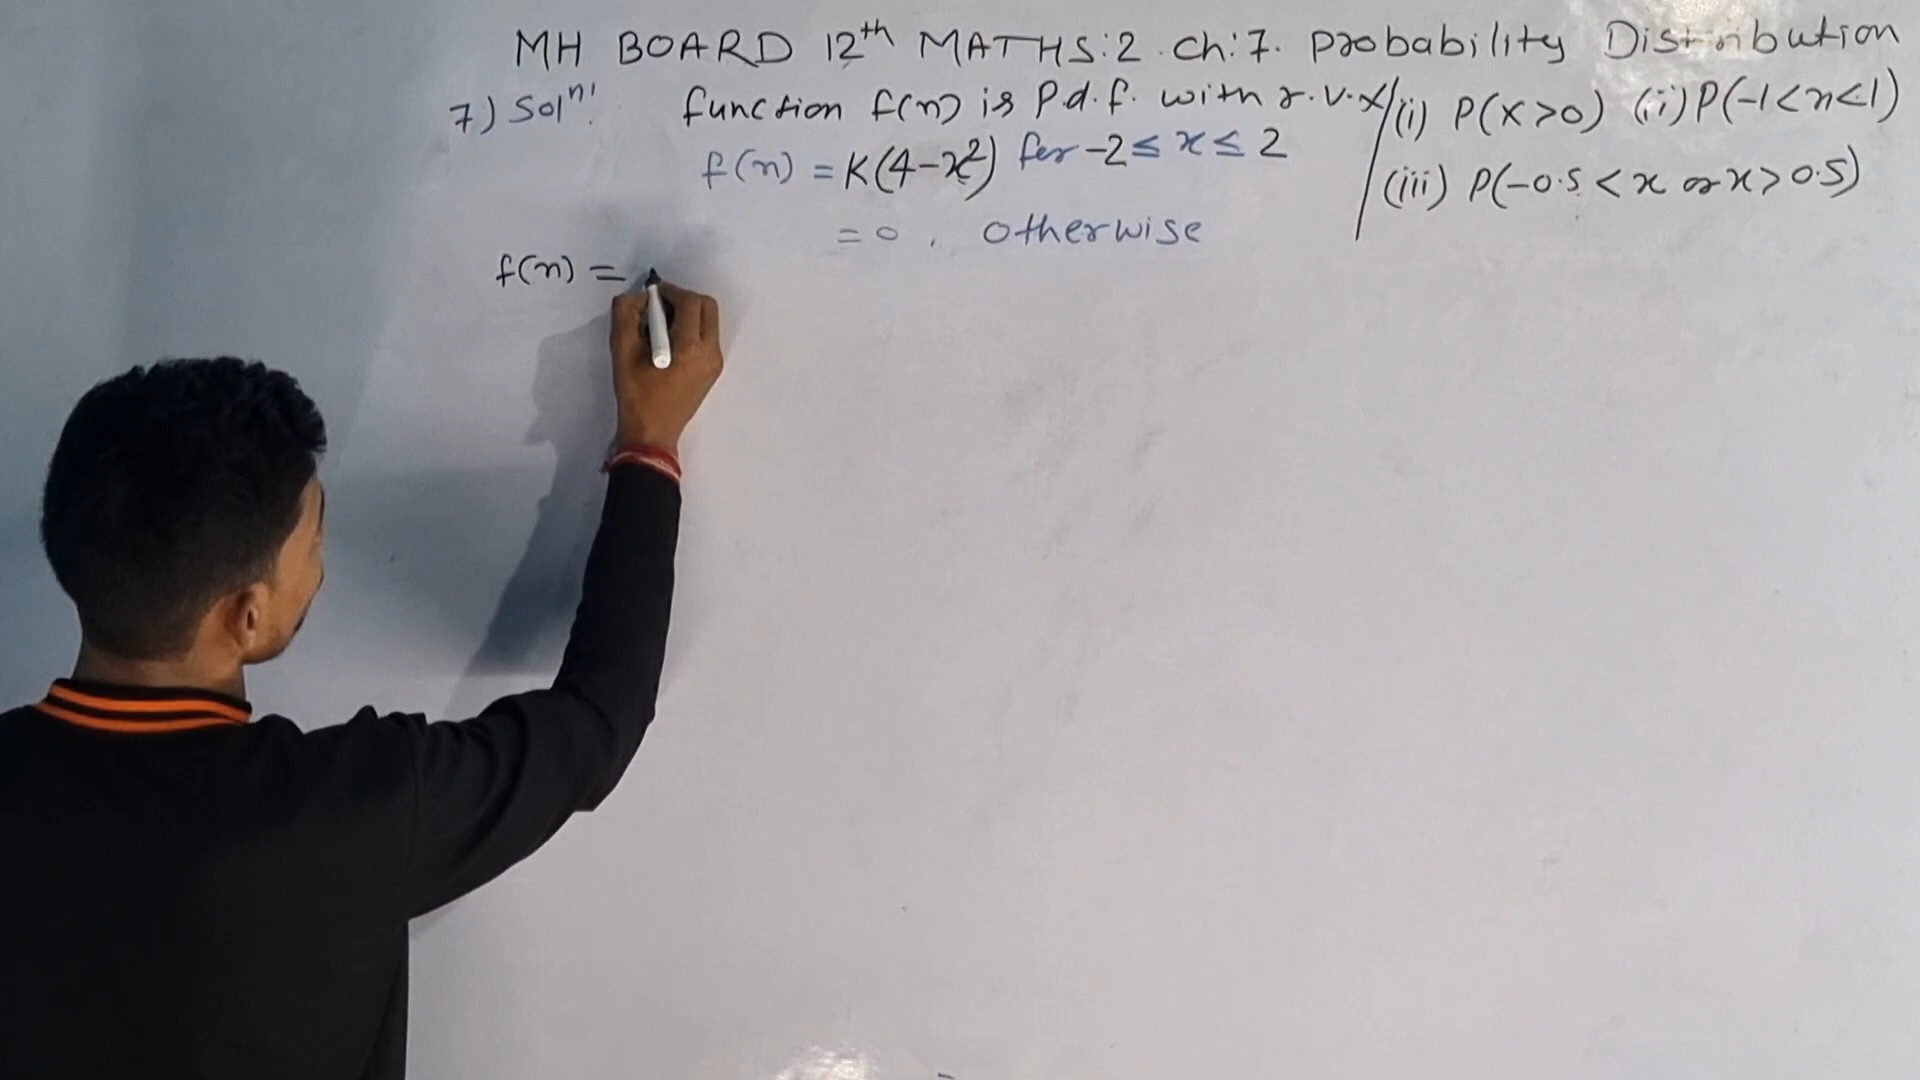 MH BOARD 12th MATHS:2 Ch:7. Probability Distribution
7) Soln! function f(n) is P.d.f. with r.v.x/(i) P(X>0) (ii) P(-1<x<1)
f(n) = K(4-x²) for -2 ≤ x ≤ 2
(iii) P(-0.5 < x or x > 0.5)
= 0, otherwise
f(n) =